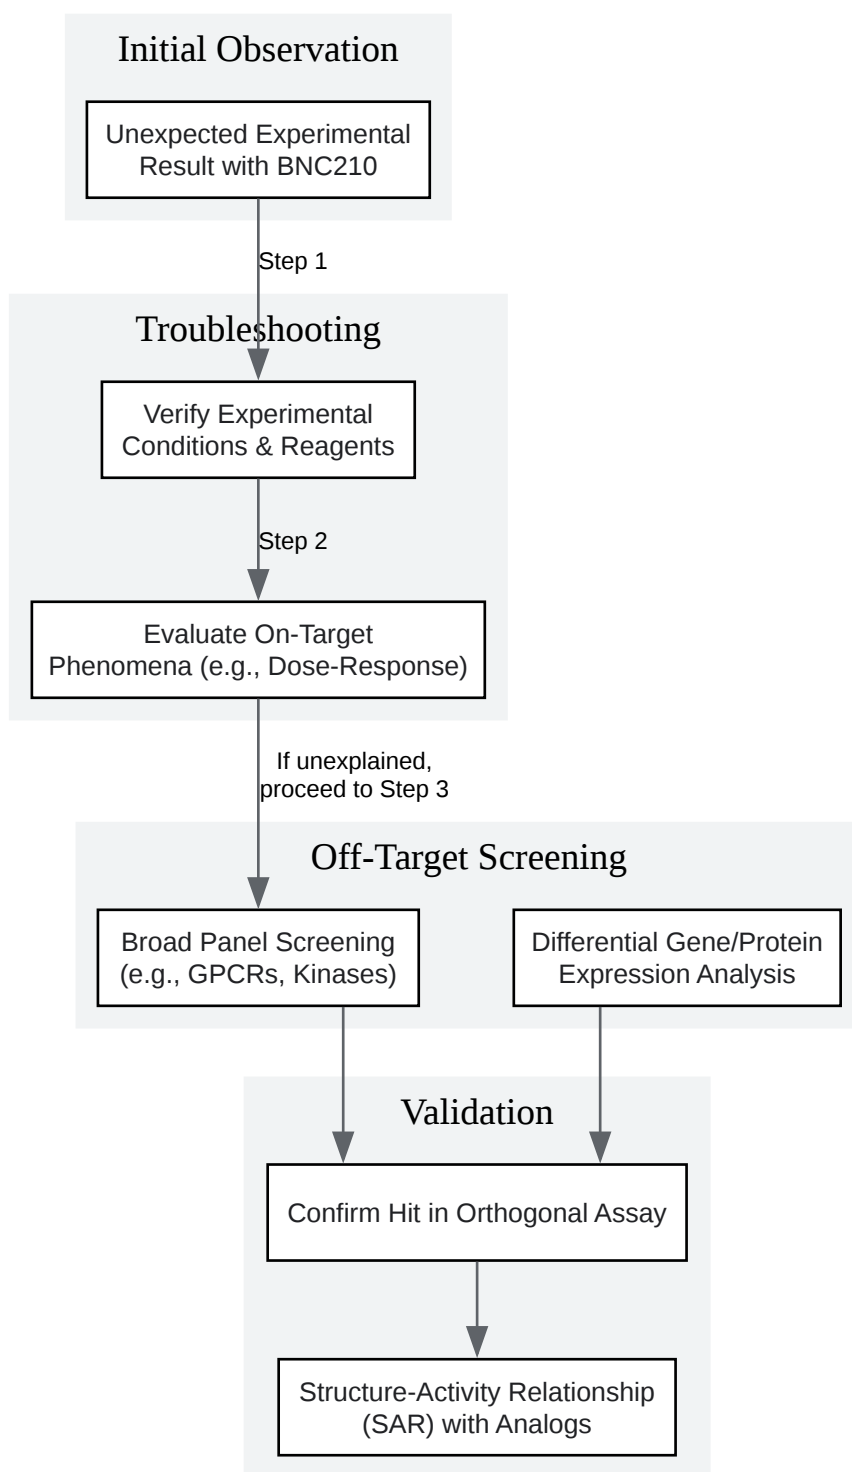 Initial Observation
Unexpected Experimental
Result with BNC210
Step 1
Troubleshooting
Verify Experimental
Conditions & Reagents
Step 2
Evaluate On-Target
Phenomena (e.g., Dose-Response)
If unexplained,
proceed to Step 3
Off-Target Screening
Broad Panel Screening
(e.g., GPCRs, Kinases)
Differential Gene/Protein
Expression Analysis
Validation
Confirm Hit in Orthogonal Assay
Structure-Activity Relationship
(SAR) with Analogs